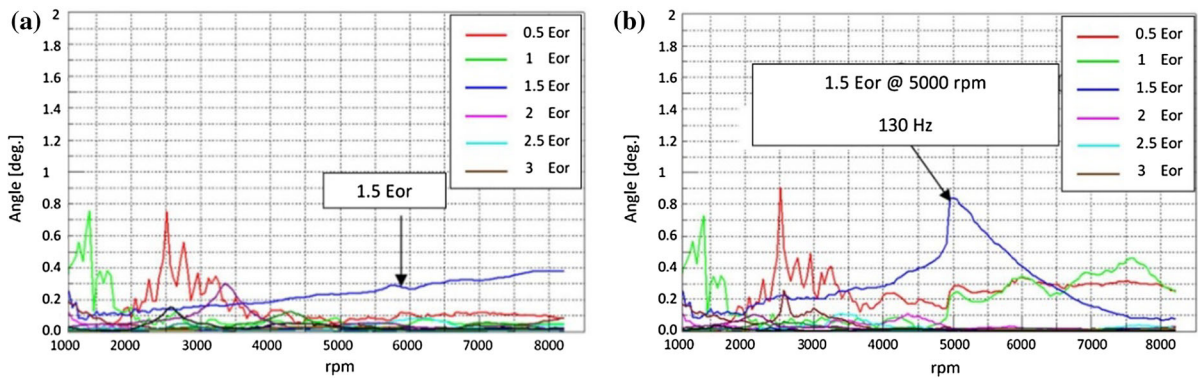 (a)
2
1.8
1.6
1.4
1.2
1
0.8
0.6
0.4
0.2
0.0
Angle [deg.]
1000 2000 3000 4000 5000 6000 7000 8000
rpm
0.5 Eor
1 Eor
1.5 Eor
2 Eor
2.5 Eor
3 Eor
1.5 Eor
(b)
2
1.8
1.6
1.4
1.2
1
0.8
0.6
0.4
0.2
0.0
Angle [deg.]
1000 2000 3000 4000 5000 6000 7000 8000
rpm
0.5 Eor
1 Eor
1.5 Eor
2 Eor
2.5 Eor
3 Eor
1.5 Eor @ 5000 rpm
130 Hz